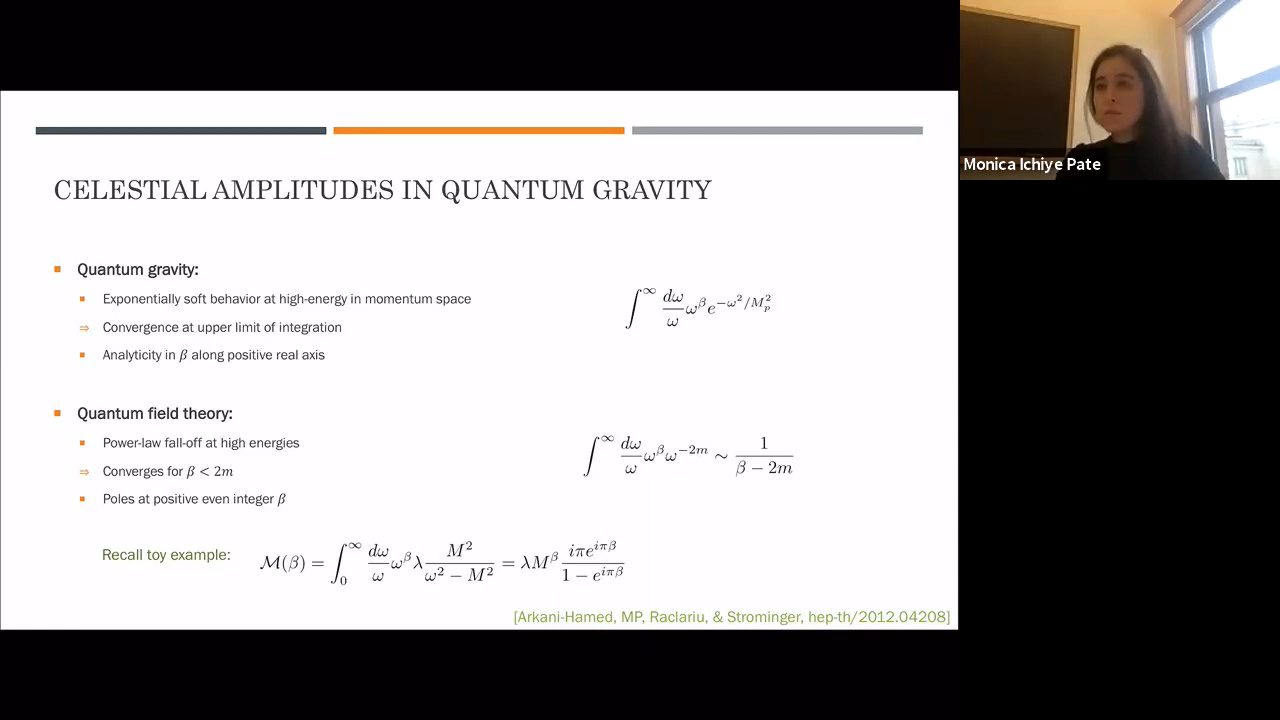 CELESTIAL AMPLITUDES IN QUANTUM GRAVITY
Quantum gravity:
Exponentially soft behavior at high-energy in momentum space
⇒ Convergence at upper limit of integration
Analyticity in β along positive real axis
∫^∞ dω/ω ω^β e^{−ω²/M_p²}
Quantum field theory:
Power-law fall-off at high energies
⇒ Converges for β < 2m
Poles at positive even integer β
∫^∞ dω/ω ω^β ω^{−2m} ∼ 1/(β − 2m)
Recall toy example: M(β) = ∫_0^∞ dω/ω ω^β λ M²/(ω² − M²) = λM^β iπe^{iπβ}/(1 − e^{iπβ})
[Arkani-Hamed, MP, Raclariu, & Strominger, hep-th/2012.04208]
Monica Ichiye Pate